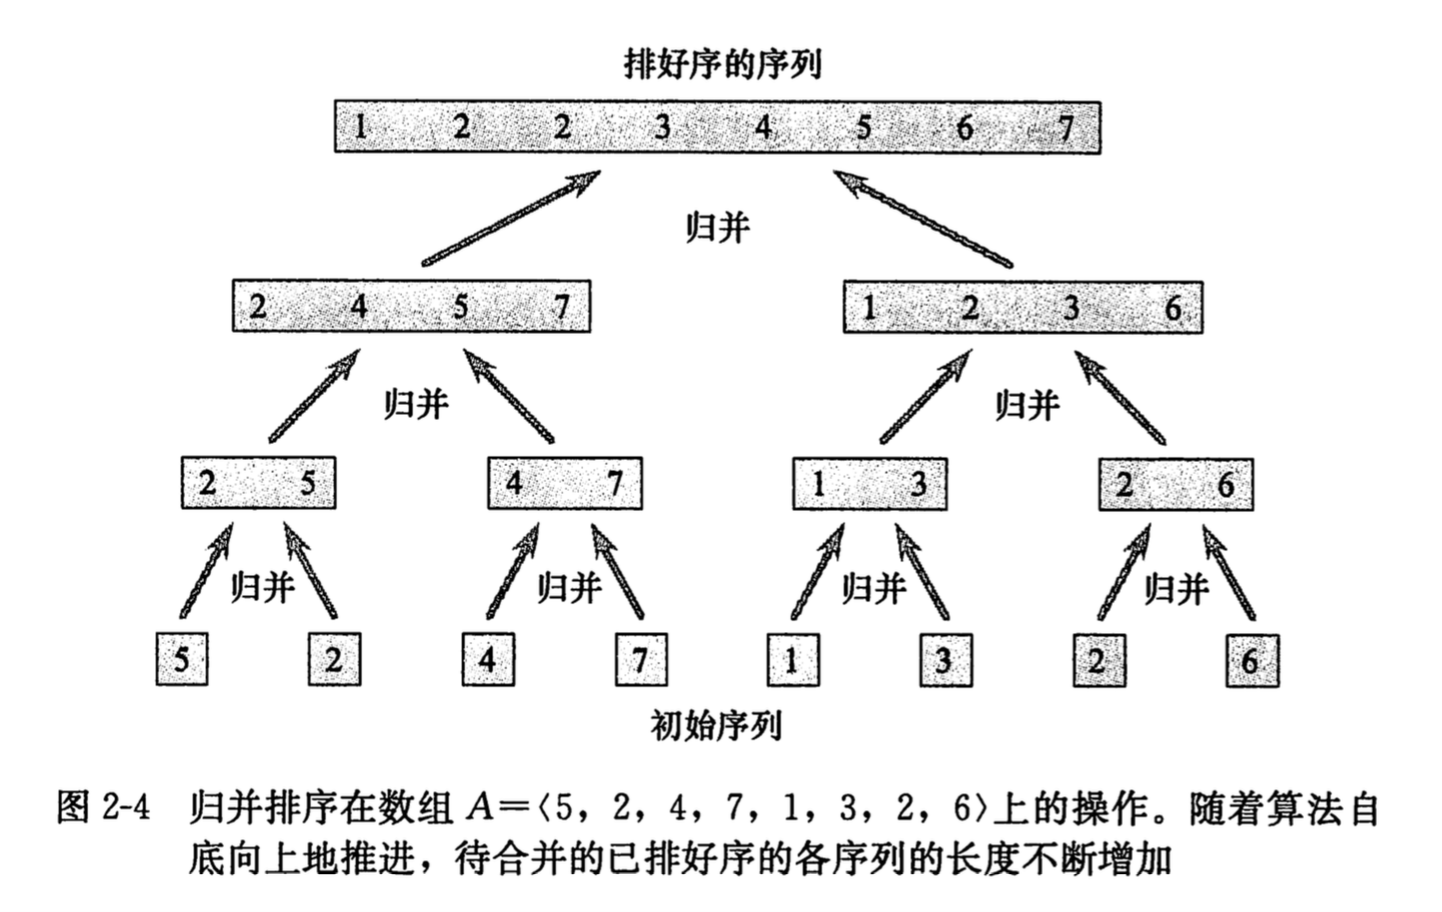 排好序的序列
1 2 2 3 4 5 6 7
归并
2 4 5 7 1 2 3 6
归并 归并
2 5 4 7 1 3 2 6
归并 归并 归并 归并
5 2 4 7 1 3 2 6
初始序列
图 2-4 归并排序在数组 A=〈5, 2, 4, 7, 1, 3, 2, 6〉上的操作。随着算法自
底向上地推进，待合并的已排好序的各序列的长度不断增加